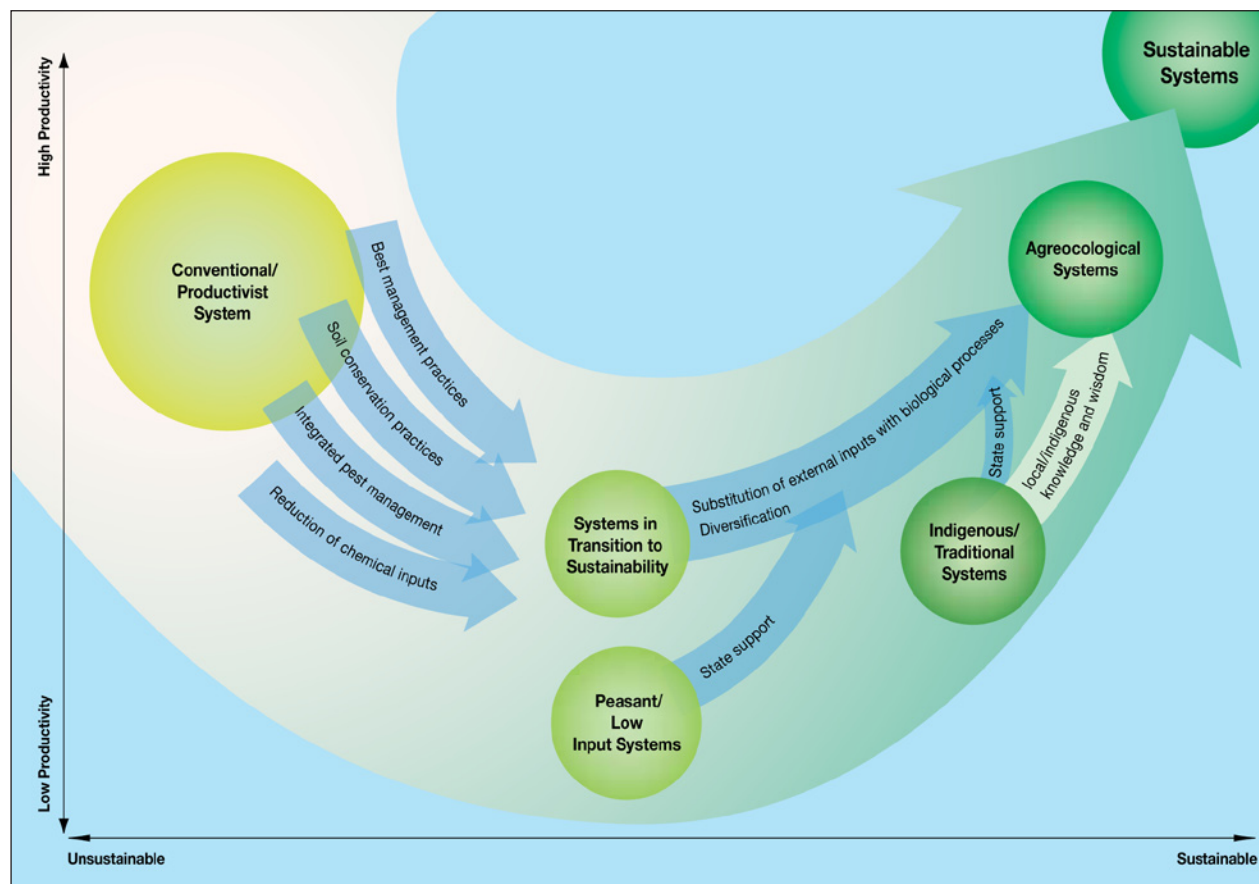 High Productivity
Low Productivity
Unsustainable
Sustainable
Sustainable
Systems
Conventional/
Productivist
System
Best management practices
Soil conservation practices
Integrated pest management
Reduction of chemical inputs
Systems in
Transition to
Sustainability
Substitution of external inputs with biological processes
Diversification
Peasant/
Low
Input Systems
State support
Indigenous/
Traditional
Systems
State support
local/indigenous
knowledge and wisdom
Agreocological
Systems